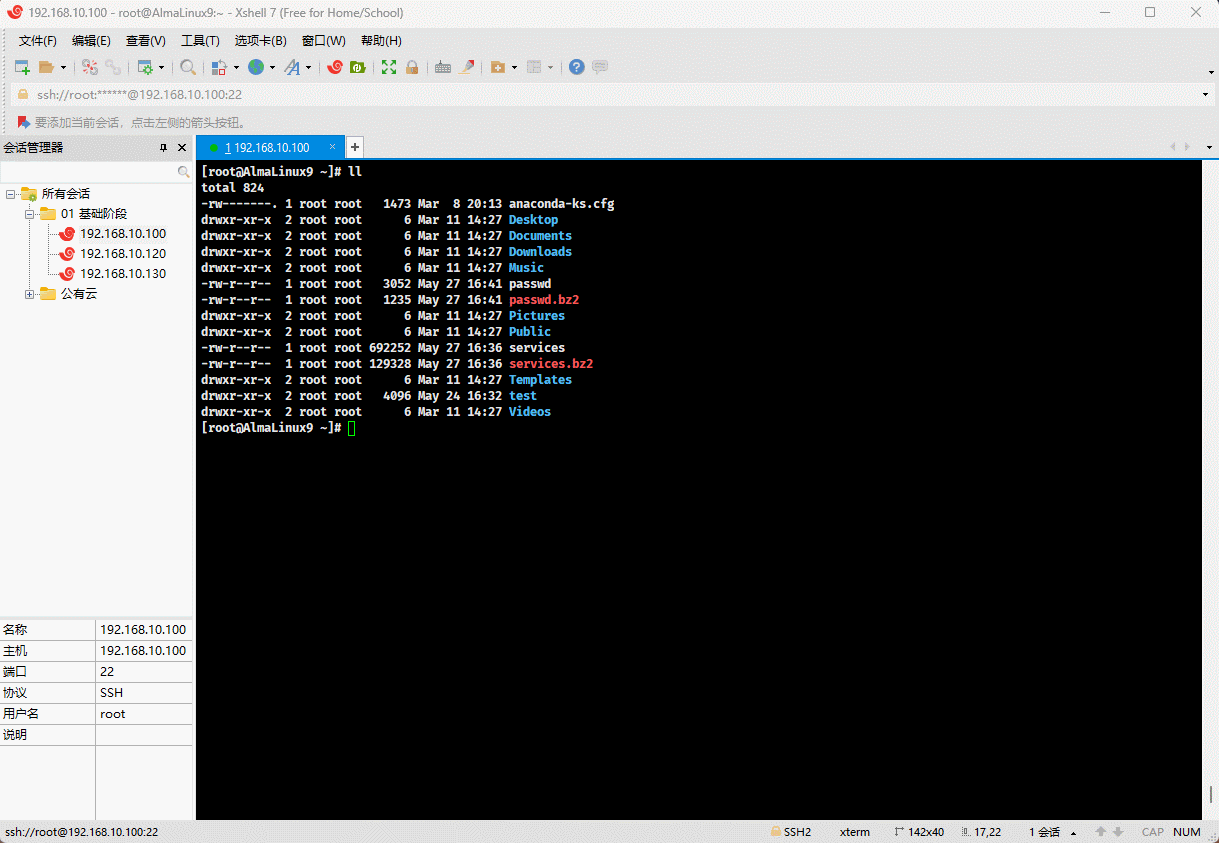 192.168.10.100 - root@AlmaLinux9:~ - Xshell 7 (Free for Home/School)
文件(F) 编辑(E) 查看(V) 工具(T) 选项卡(B) 窗口(W) 帮助(H)
ssh://root:******@192.168.10.100:22
要添加当前会话，点击左侧的箭头按钮。
会话管理器
所有会话
01 基础阶段
192.168.10.100
192.168.10.120
192.168.10.130
公有云
名称 192.168.10.100
主机 192.168.10.100
端口 22
协议 SSH
用户名 root
说明
1 192.168.10.100
[root@AlmaLinux9 ~]# ll
total 824
-rw-------. 1 root root   1473 Mar  8 20:13 anaconda-ks.cfg
drwxr-xr-x  2 root root      6 Mar 11 14:27 Desktop
drwxr-xr-x  2 root root      6 Mar 11 14:27 Documents
drwxr-xr-x  2 root root      6 Mar 11 14:27 Downloads
drwxr-xr-x  2 root root      6 Mar 11 14:27 Music
-rw-r--r--  1 root root   3052 May 27 16:41 passwd
-rw-r--r--  1 root root   1235 May 27 16:41 passwd.bz2
drwxr-xr-x  2 root root      6 Mar 11 14:27 Pictures
drwxr-xr-x  2 root root      6 Mar 11 14:27 Public
-rw-r--r--  1 root root 692252 May 27 16:36 services
-rw-r--r--  1 root root 129328 May 27 16:36 services.bz2
drwxr-xr-x  2 root root      6 Mar 11 14:27 Templates
drwxr-xr-x  2 root root   4096 May 24 16:32 test
drwxr-xr-x  2 root root      6 Mar 11 14:27 Videos
[root@AlmaLinux9 ~]#
ssh://root@192.168.10.100:22 SSH2 xterm 142x40 17,22 1 会话 CAP NUM